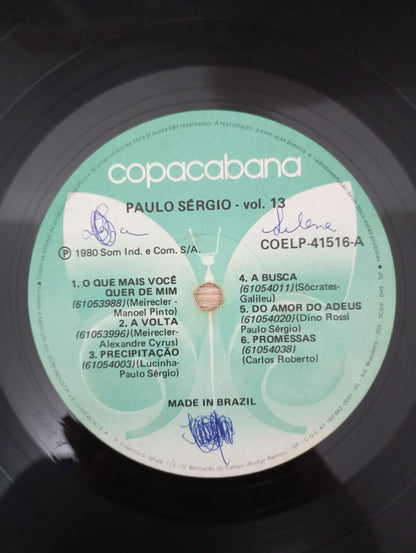 copacabana
PAULO SÉRGIO - vol. 13
Ⓟ 1980 Som Ind. e Com. S/A.
COELP-41516-A
1. O QUE MAIS VOCÊ
QUER DE MIM
(61053988) (Meirecler-
Manoel Pinto)
2. A VOLTA
(61053996) (Meirecler-
Alexandre Cyrus)
3. PRECIPITAÇÃO
(61054003) (Lucinha-
Paulo Sérgio)
4. A BUSCA
(61054011) (Sócrates-
Galileu)
5. DO AMOR DO ADEUS
(61054020) (Dino Rossi
Paulo Sérgio)
6. PROMESSAS
(61054038)
(Carlos Roberto)
MADE IN BRAZIL